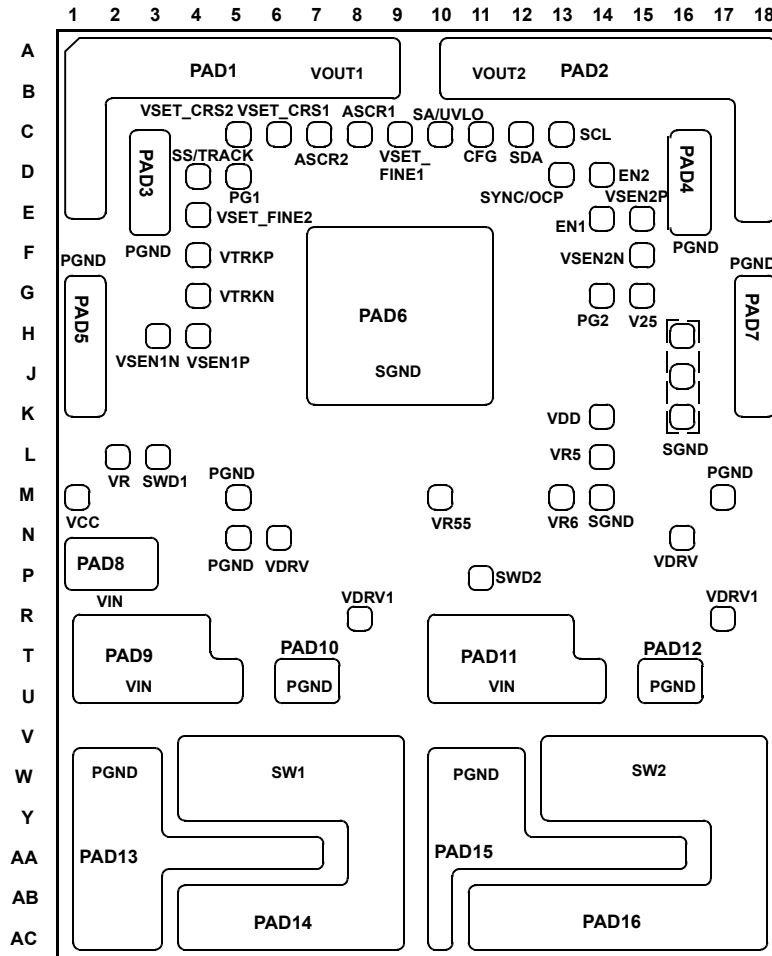 1 2 3 4 5 6 7 8 9 10 11 12 13 14 15 16 17 18
A
PAD1 VOUT1 VOUT2 PAD2
B
VSET_CRS2 VSET_CRS1 ASCR1 SA/UVLO
C
SCL
SS/TRACK ASCR2 VSET_
FINE1 CFG SDA
PAD3
PAD4
D
PG1 SYNC/OCP EN2
VSEN2P
E
VSET_FINE2 EN1
PGND PGND PGND PGND
F
VTRKP VSEN2N
G
VTRKN
PAD5
PAD6
PAD7
PG2 V25
H
VSEN1N VSEN1P
J
SGND
K
VDD
SGND
L
VR SWD1 PGND VR5 PGND
M
VCC VR55 VR6 SGND
N
PAD8 PGND VDRV VDRV
P
SWD2
VIN VDRV1 VDRV1
R
PAD10 PAD12
T
PAD9 PAD11
VIN PGND VIN PGND
U
V
W
PGND SW1 PGND SW2
Y
AA
PAD13 PAD15
AB
PAD14 PAD16
AC